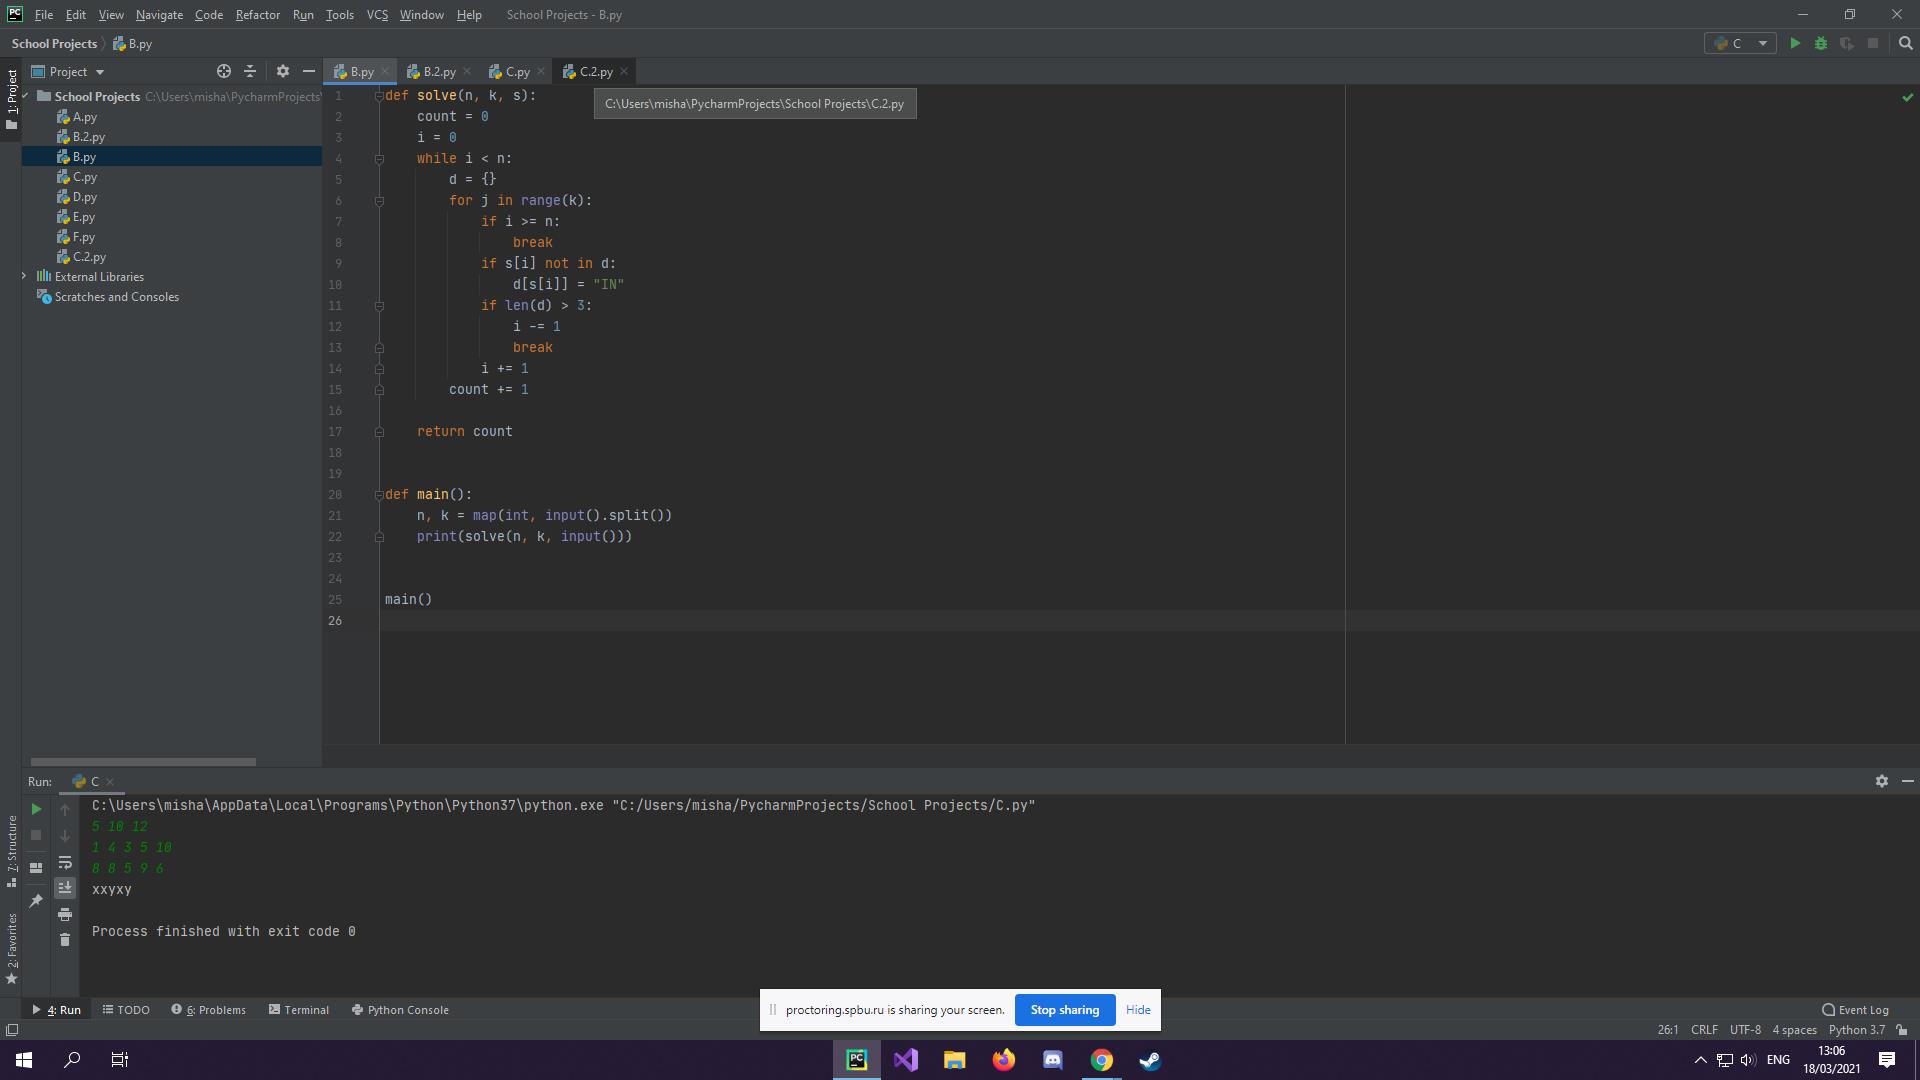 PC File Edit View Navigate Code Refactor Run Tools VCS Window Help School Projects - B.py
School Projects B.py C
1: Project Project B.py B.2.py C.py C.2.py
School Projects C:\Users\misha\PycharmProjects\
A.py
B.2.py
B.py
C.py
D.py
E.py
F.py
C.2.py
External Libraries
Scratches and Consoles
C:\Users\misha\PycharmProjects\School Projects\C.2.py
1 def solve(n, k, s):
2 count = 0
3 i = 0
4 while i < n:
5 d = {}
6 for j in range(k):
7 if i >= n:
8 break
9 if s[i] not in d:
10 d[s[i]] = "IN"
11 if len(d) > 3:
12 i -= 1
13 break
14 i += 1
15 count += 1
16
17 return count
18
19
20 def main():
21 n, k = map(int, input().split())
22 print(solve(n, k, input()))
23
24
25 main()
26
Run: C
C:\Users\misha\AppData\Local\Programs\Python\Python37\python.exe "C:/Users/misha/PycharmProjects/School Projects/C.py"
5 10 12
1 4 3 5 10
8 8 5 9 6
xxyxy
Process finished with exit code 0
7: Structure
2: Favorites
proctoring.spbu.ru is sharing your screen. Stop sharing Hide
4: Run TODO 6: Problems Terminal Python Console Event Log
26:1 CRLF UTF-8 4 spaces Python 3.7
PC ENG 13:06
18/03/2021